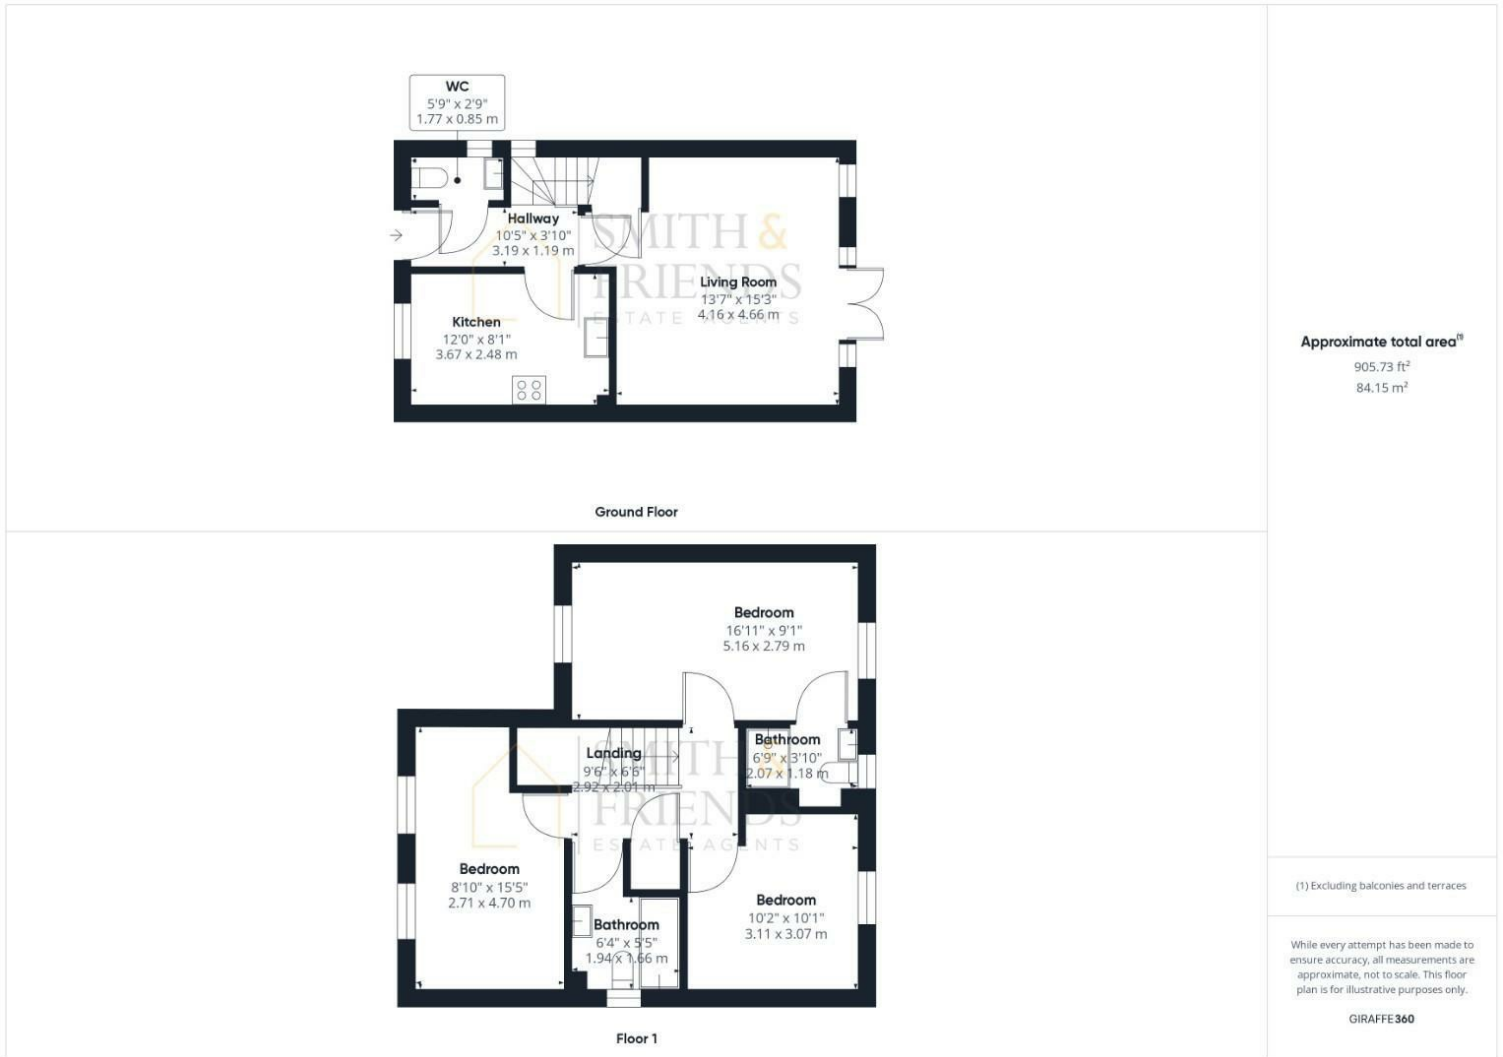 WC
5'9" x 2'9"
1.77 x 0.85 m
Hallway
10'5" x 3'10"
3.19 x 1.19 m
SMITH &
FRIENDS
ESTATE AGENTS
Living Room
13'7" x 15'3"
4.16 x 4.66 m
Kitchen
12'0" x 8'1"
3.67 x 2.48 m
Ground Floor
Bedroom
16'11" x 9'1"
5.16 x 2.79 m
Landing
9'6" x 6'6"
2.92 x 2.01 m
Bathroom
6'9" x 3'10"
2.07 x 1.18 m
SMITH &
FRIENDS
ESTATE AGENTS
Bedroom
8'10" x 15'5"
2.71 x 4.70 m
Bathroom
6'4" x 5'5"
1.94 x 1.66 m
Bedroom
10'2" x 10'1"
3.11 x 3.07 m
Floor 1
Approximate total area⁽¹⁾
905.73 ft²
84.15 m²
(1) Excluding balconies and terraces
While every attempt has been made to
ensure accuracy, all measurements are
approximate, not to scale. This floor
plan is for illustrative purposes only.
GIRAFFE360